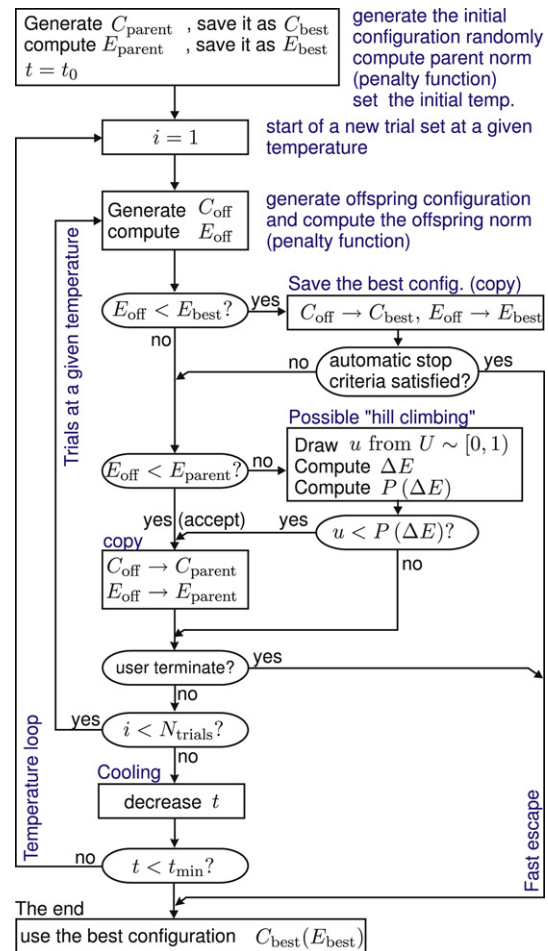 Generate C_parent , save it as C_best
compute E_parent , save it as E_best
t = t_0
generate the initial
configuration randomly
compute parent norm
(penalty function)
set the initial temp.
i = 1
start of a new trial set at a given
temperature
Generate C_off
compute E_off
generate offspring configuration
and compute the offspring norm
(penalty function)
Trials at a given temperature
E_off < E_best?
yes
no
Save the best config. (copy)
C_off → C_best, E_off → E_best
automatic stop
criteria satisfied?
no
yes
E_off < E_parent?
no
Possible "hill climbing"
Draw u from U ∼ [0, 1)
Compute ΔE
Compute P (ΔE)
yes (accept)
yes
u < P (ΔE)?
no
copy
C_off → C_parent
E_off → E_parent
user terminate?
yes
no
yes
i < N_trials?
no
Temperature loop
Cooling
decrease t
no
t < t_min?
Fast escape
The end
use the best configuration C_best(E_best)